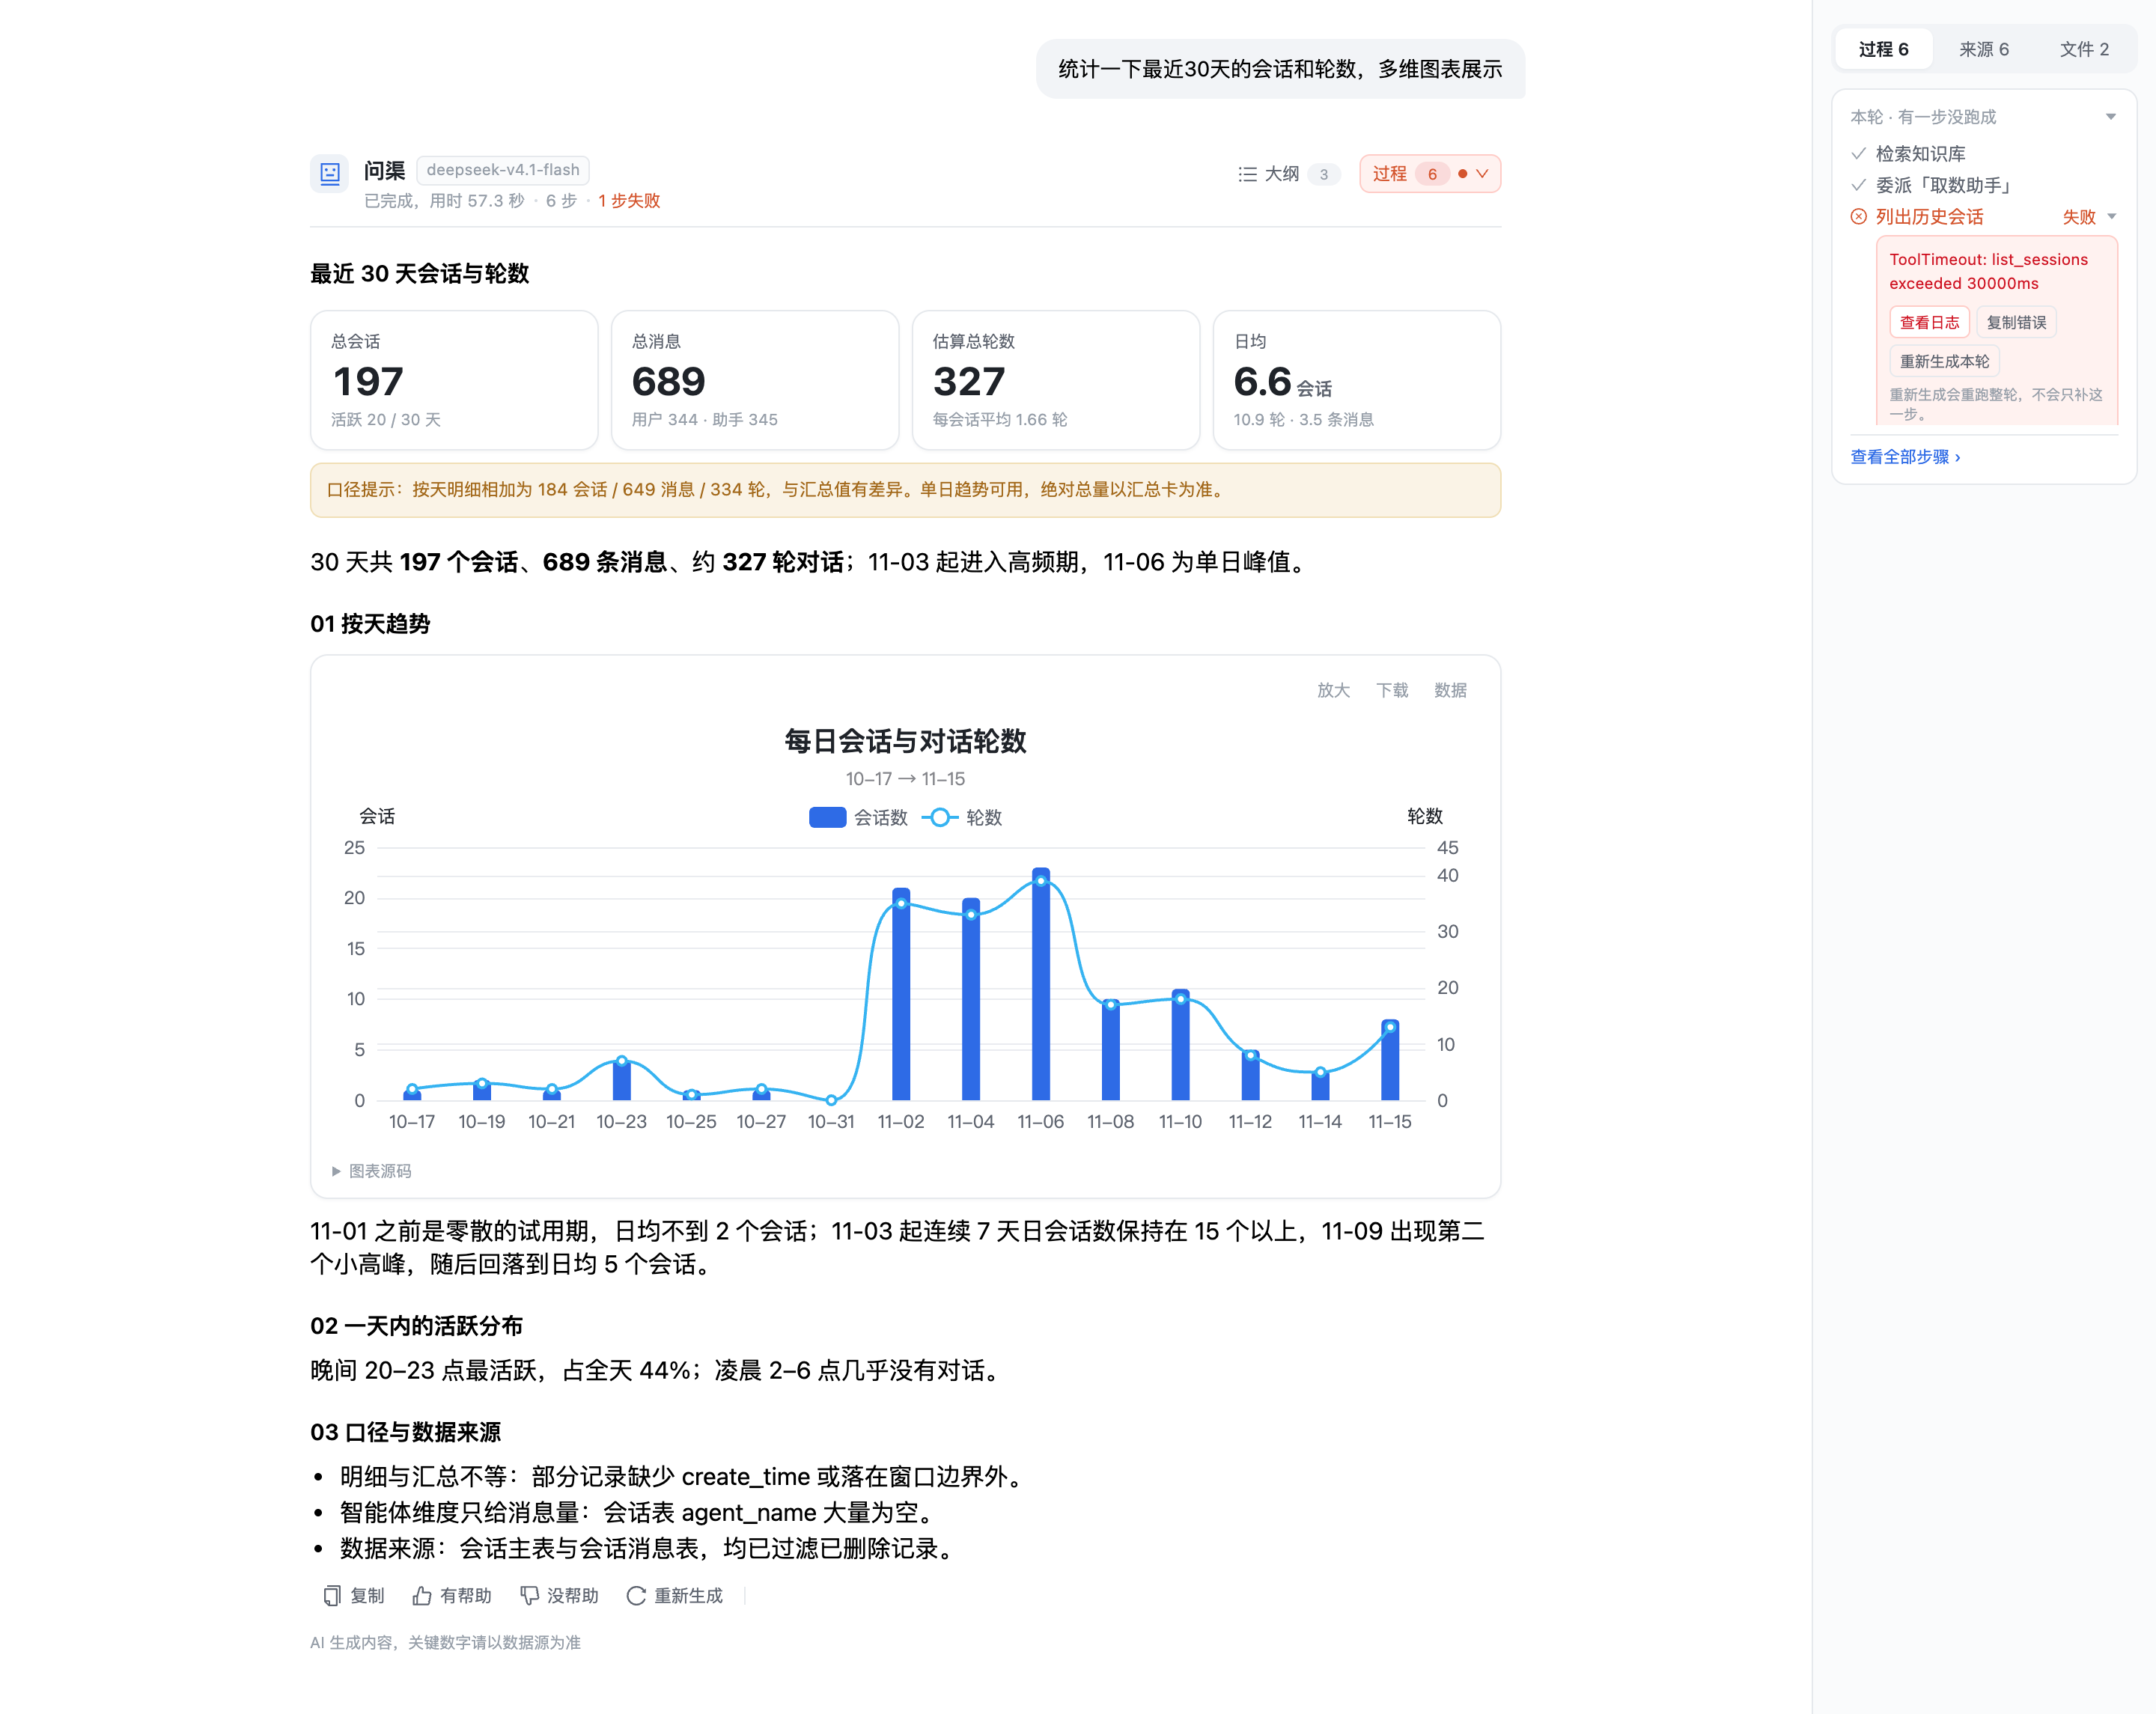 统计一下最近30天的会话和轮数，多维图表展示
问渠 deepseek-v4.1-flash
已完成，用时 57.3 秒 · 6 步 · 1 步失败
大纲 3
过程 6
最近 30 天会话与轮数
总会话
197
活跃 20 / 30 天
总消息
689
用户 344 · 助手 345
估算总轮数
327
每会话平均 1.66 轮
日均
6.6 会话
10.9 轮 · 3.5 条消息
口径提示：按天明细相加为 184 会话 / 649 消息 / 334 轮，与汇总值有差异。单日趋势可用，绝对总量以汇总卡为准。
30 天共 197 个会话、689 条消息、约 327 轮对话；11-03 起进入高频期，11-06 为单日峰值。
01 按天趋势
放大 下载 数据
每日会话与对话轮数
10–17 → 11–15
会话
会话数 轮数
轮数
25
20
15
10
5
0
45
40
30
20
10
0
10–17 10–19 10–21 10–23 10–25 10–27 10–31 11–02 11–04 11–06 11–08 11–10 11–12 11–14 11–15
图表源码
11-01 之前是零散的试用期，日均不到 2 个会话；11-03 起连续 7 天日会话数保持在 15 个以上，11-09 出现第二
个小高峰，随后回落到日均 5 个会话。
02 一天内的活跃分布
晚间 20–23 点最活跃，占全天 44%；凌晨 2–6 点几乎没有对话。
03 口径与数据来源
• 明细与汇总不等：部分记录缺少 create_time 或落在窗口边界外。
• 智能体维度只给消息量：会话表 agent_name 大量为空。
• 数据来源：会话主表与会话消息表，均已过滤已删除记录。
复制 有帮助 没帮助 重新生成
AI 生成内容，关键数字请以数据源为准
过程 6 来源 6 文件 2
本轮 · 有一步没跑成
检索知识库
委派「取数助手」
列出历史会话 失败
ToolTimeout: list_sessions
exceeded 30000ms
查看日志 复制错误
重新生成本轮
重新生成会重跑整轮，不会只补这
一步。
查看全部步骤 ›